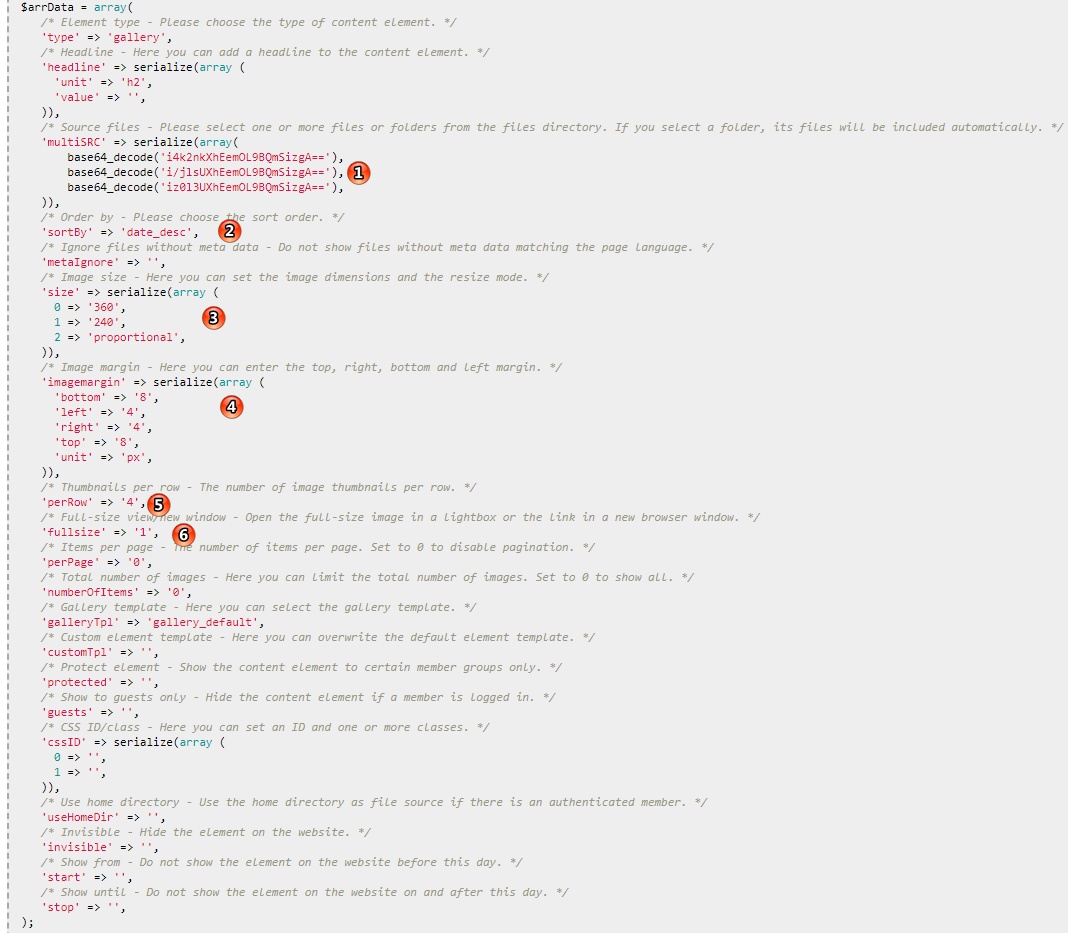 $arrData = array(
/* Element type - Please choose the type of content element. */
'type' => 'gallery',
/* Headline - Here you can add a headline to the content element. */
'headline' => serialize(array (
'unit' => 'h2',
'value' => '',
)),
/* Source files - Please select one or more files or folders from the files directory. If you select a folder, its files will be included automatically. */
'multiSRC' => serialize(array(
base64_decode('i4k2nkXhEemOL9BQmSizgA=='),
base64_decode('i/jlsUXhEemOL9BQmSizgA=='), 1
base64_decode('iz0l3UXhEemOL9BQmSizgA=='),
)),
/* Order by - Please choose the sort order. */
'sortBy' => 'date_desc', 2
/* Ignore files without meta data - Do not show files without meta data matching the page language. */
'metaIgnore' => '',
/* Image size - Here you can set the image dimensions and the resize mode. */
'size' => serialize(array (
0 => '360',
1 => '240', 3
2 => 'proportional',
)),
/* Image margin - Here you can enter the top, right, bottom and left margin. */
'imagemargin' => serialize(array (
'bottom' => '8', 4
'left' => '4',
'right' => '4',
'top' => '8',
'unit' => 'px',
)),
/* Thumbnails per row - The number of image thumbnails per row. */
'perRow' => '4', 5
/* Full-size view/new window - Open the full-size image in a lightbox or the link in a new browser window. */
'fullsize' => '1', 6
/* Items per page - The number of items per page. Set to 0 to disable pagination. */
'perPage' => '0',
/* Total number of images - Here you can limit the total number of images. Set to 0 to show all. */
'numberOfItems' => '0',
/* Gallery template - Here you can select the gallery template. */
'galleryTpl' => 'gallery_default',
/* Custom element template - Here you can overwrite the default element template. */
'customTpl' => '',
/* Protect element - Show the content element to certain member groups only. */
'protected' => '',
/* Show to guests only - Hide the content element if a member is logged in. */
'guests' => '',
/* CSS ID/class - Here you can set an ID and one or more classes. */
'cssID' => serialize(array (
0 => '',
1 => '',
)),
/* Use home directory - Use the home directory as file source if there is an authenticated member. */
'useHomeDir' => '',
/* Invisible - Hide the element on the website. */
'invisible' => '',
/* Show from - Do not show the element on the website before this day. */
'start' => '',
/* Show until - Do not show the element on the website on and after this day. */
'stop' => '',
);